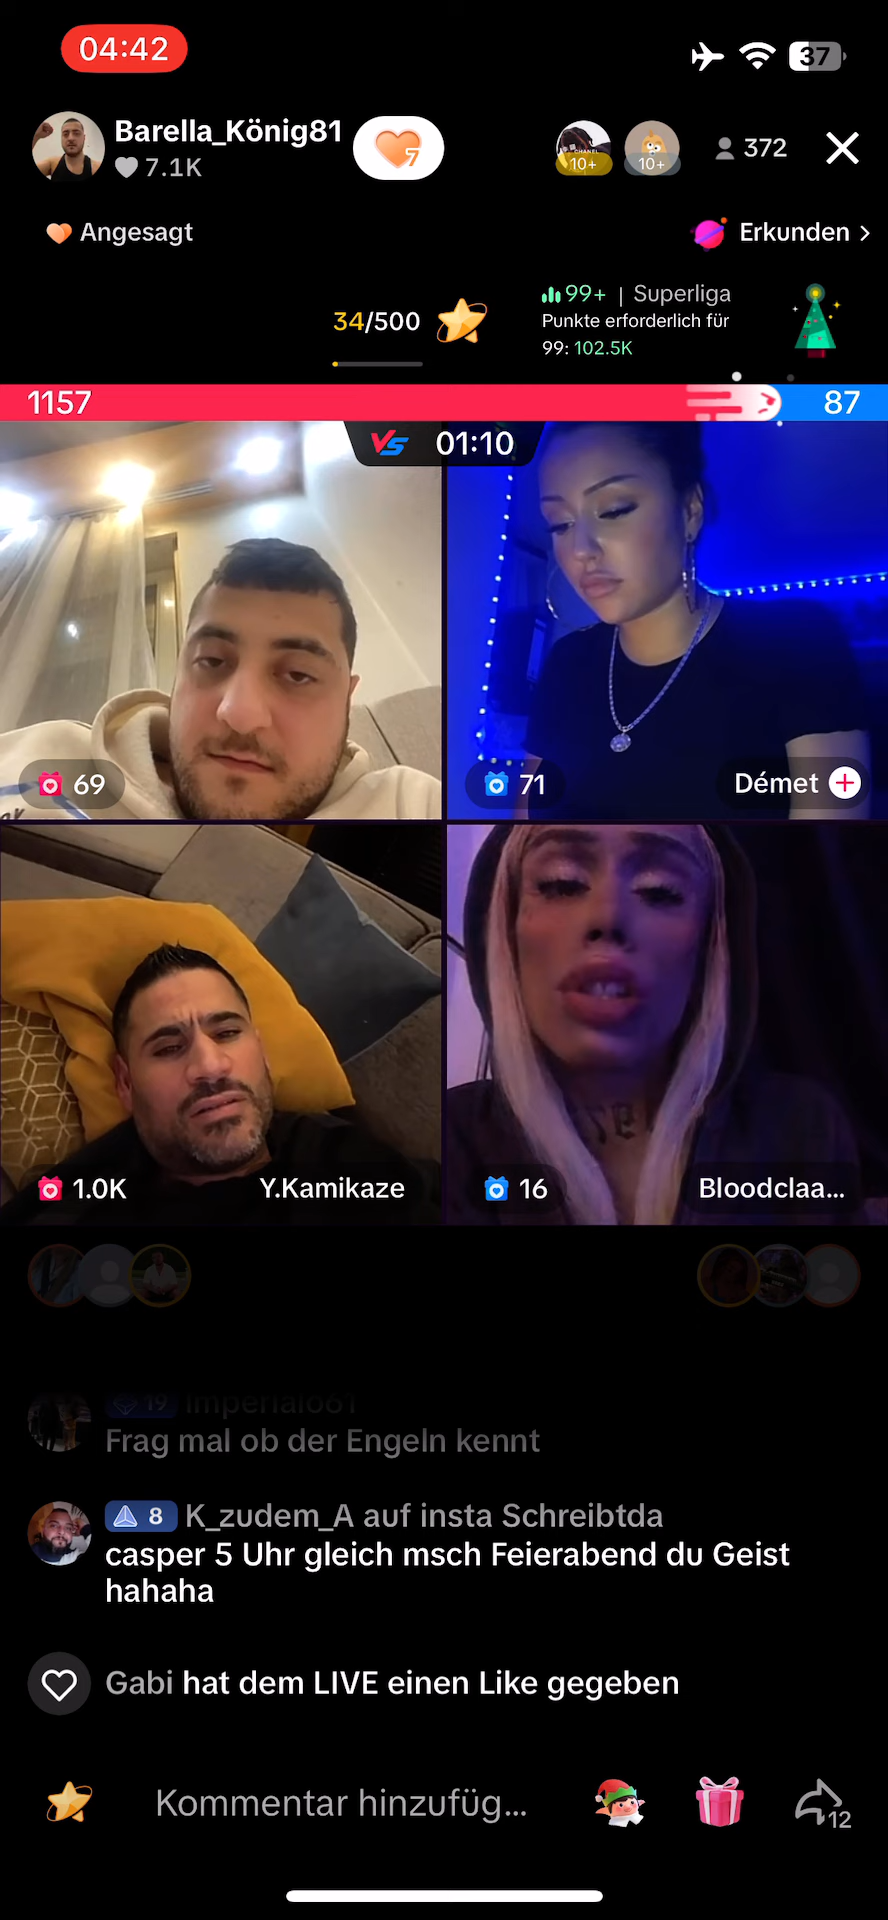 04:42
37
Barella_König81
7
7.1K
10+
10+
372
Angesagt
Erkunden >
34/500
99+ | Superliga
Punkte erforderlich für
99: 102.5K
1157
87
VS 01:10
69
71
Démet
1.0K
Y.Kamikaze
16
Bloodclaa...
19 Imperialo61
Frag mal ob der Engeln kennt
8 K_zudem_A auf insta Schreibtda
casper 5 Uhr gleich msch Feierabend du Geist
hahaha
Gabi hat dem LIVE einen Like gegeben
Kommentar hinzufüg...
12